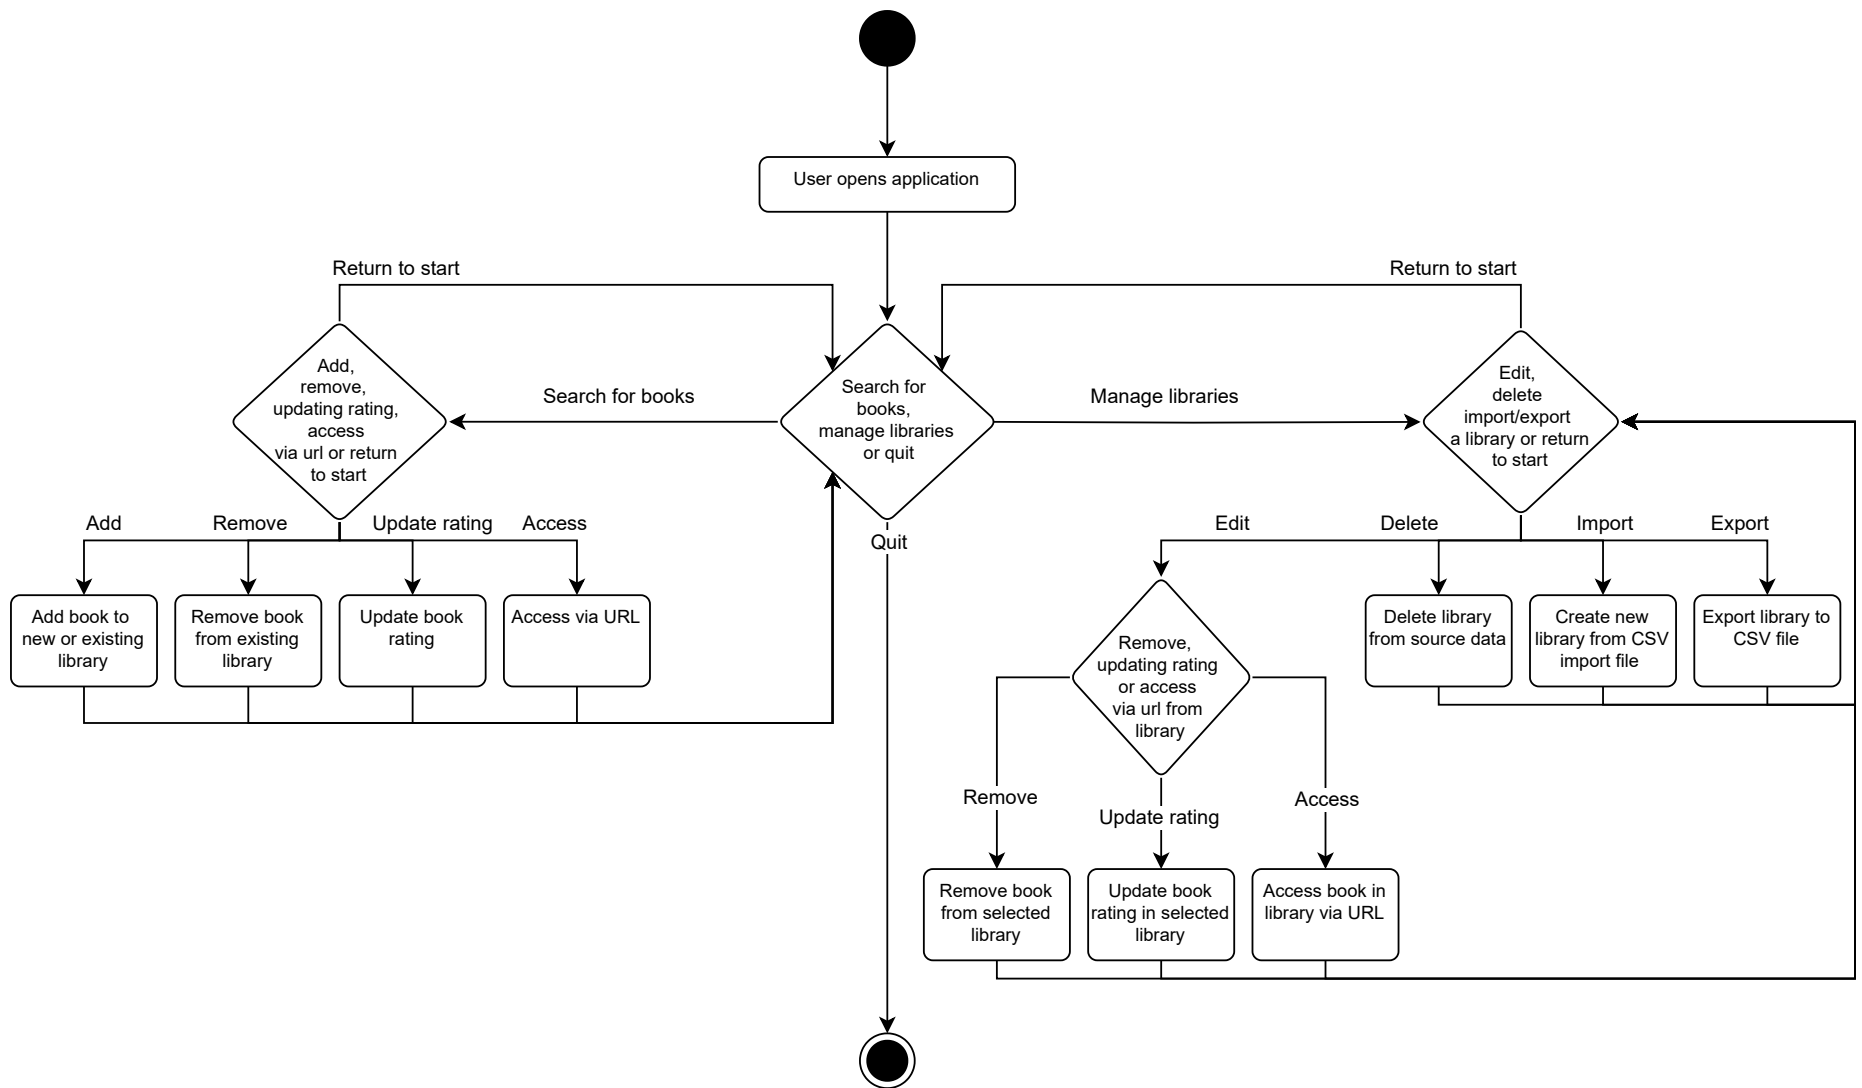 User opens application
Return to start
Return to start
Add,
remove,
updating rating,
access
via url or return
to start
Search for books
Search for
books,
manage libraries
or quit
Manage libraries
Edit,
delete
import/export
a library or return
to start
Add
Remove
Update rating
Access
Quit
Edit
Delete
Import
Export
Add book to
new or existing
library
Remove book
from existing
library
Update book
rating
Access via URL
Remove,
updating rating
or access
via url from
library
Delete library
from source data
Create new
library from CSV
import file
Export library to
CSV file
Remove
Update rating
Access
Remove book
from selected
library
Update book
rating in selected
library
Access book in
library via URL